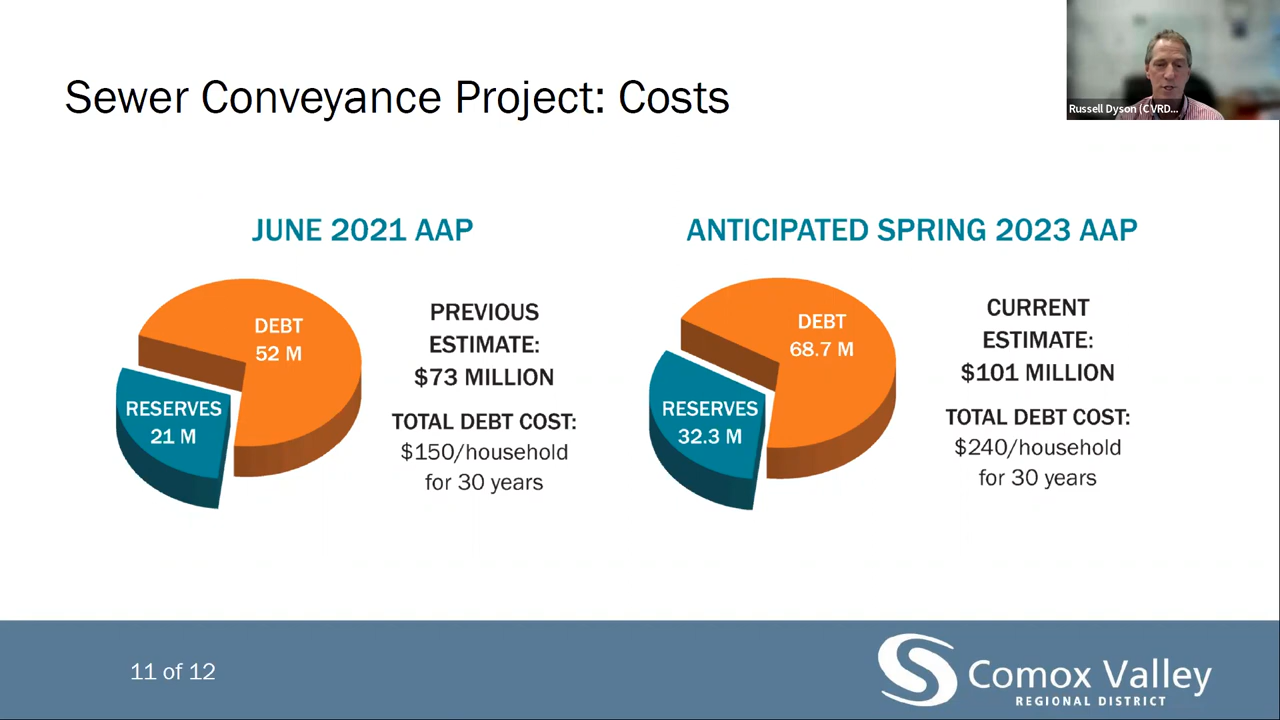 Sewer Conveyance Project: Costs
Russell Dyson (CVRD...
JUNE 2021 AAP
DEBT
52 M
RESERVES
21 M
PREVIOUS
ESTIMATE:
$73 MILLION
TOTAL DEBT COST:
$150/household
for 30 years
ANTICIPATED SPRING 2023 AAP
DEBT
68.7 M
RESERVES
32.3 M
CURRENT
ESTIMATE:
$101 MILLION
TOTAL DEBT COST:
$240/household
for 30 years
11 of 12
Comox Valley
REGIONAL DISTRICT